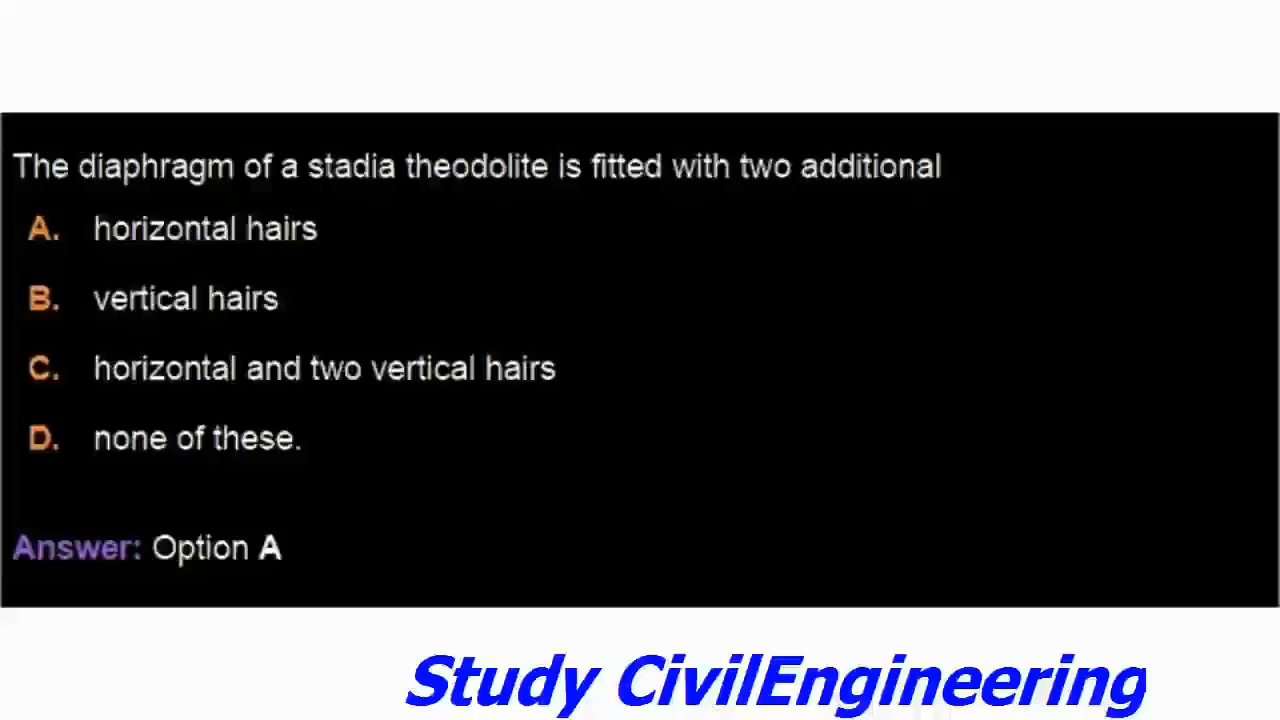 The diaphragm of a stadia theodolite is fitted with two additional
A. horizontal hairs
B. vertical hairs
C. horizontal and two vertical hairs
D. none of these.
Answer: Option A
Study CivilEngineering